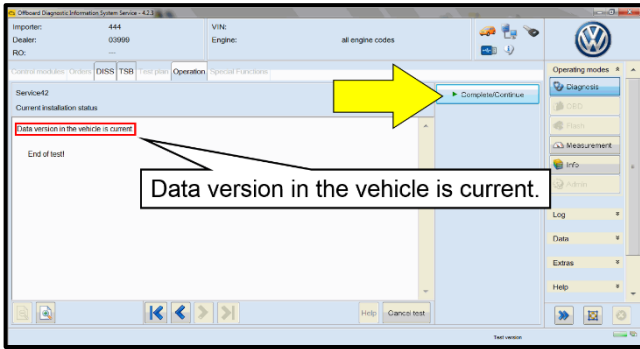 Offboard Diagnostic Information System Service - 4.2.3
Importer: 444 VIN:
Dealer: 03999 Engine: all engine codes
RO: ---
Control modules Orders DISS TSB Test plan Operation Special Functions
Operating modes
Service42
Complete/Continue
Diagnosis
Current installation status
OBD
Data version in the vehicle is current.
Flash
Measurement
End of test!
Info
Data version in the vehicle is current.
Admin
Log
Data
Extras
Help
Help Cancel test
Test version